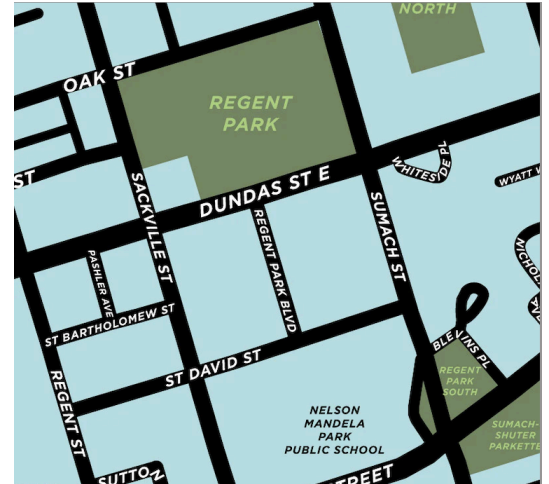 NORTH
OAK ST
REGENT
PARK
ST
WHITESIDE PL
WYATT
DUNDAS ST E
SACKVILLE ST
SUMACH ST
REGENT PARK BLVD
PASHLER AVE
ST BARTHOLOMEW ST
BLEVINS PL
ST DAVID ST
REGENT ST
REGENT
PARK
SOUTH
NELSON
MANDELA
PARK
PUBLIC SCHOOL
SUMACH-
SHUTER
PARKETTE
SUTTON
STREET